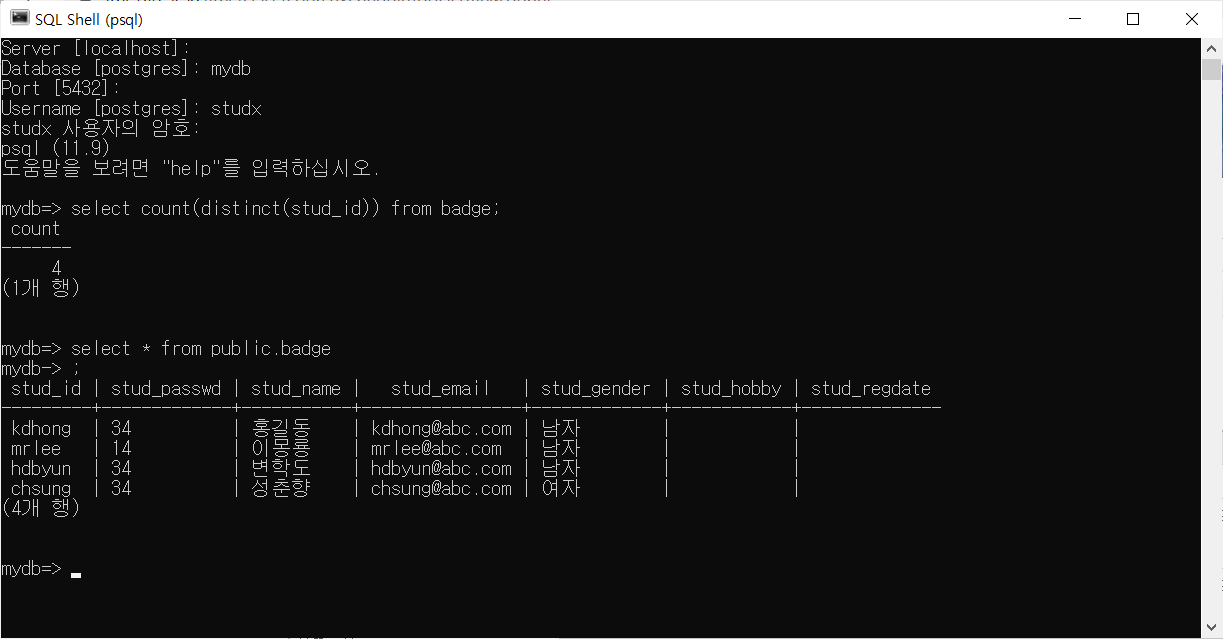 SQL Shell (psql)
Server [localhost]:
Database [postgres]: mydb
Port [5432]:
Username [postgres]: studx
studx 사용자의 암호:
psql (11.9)
도움말을 보려면 "help"를 입력하십시오.
mydb=> select count(distinct(stud_id)) from badge;
count
-------
4
(1개 행)
mydb=> select * from public.badge
mydb-> ;
stud_id | stud_passwd | stud_name |   stud_email   | stud_gender | stud_hobby | stud_regdate
---------+-------------+-----------+----------------+-------------+------------+--------------
kdhong  | 34          | 홍길동    | kdhong@abc.com | 남자        |            |
mrlee   | 14          | 이몽룡    | mrlee@abc.com  | 남자        |            |
hdbyun  | 34          | 변학도    | hdbyun@abc.com | 남자        |            |
chsung  | 34          | 성춘향    | chsung@abc.com | 여자        |            |
(4개 행)
mydb=>